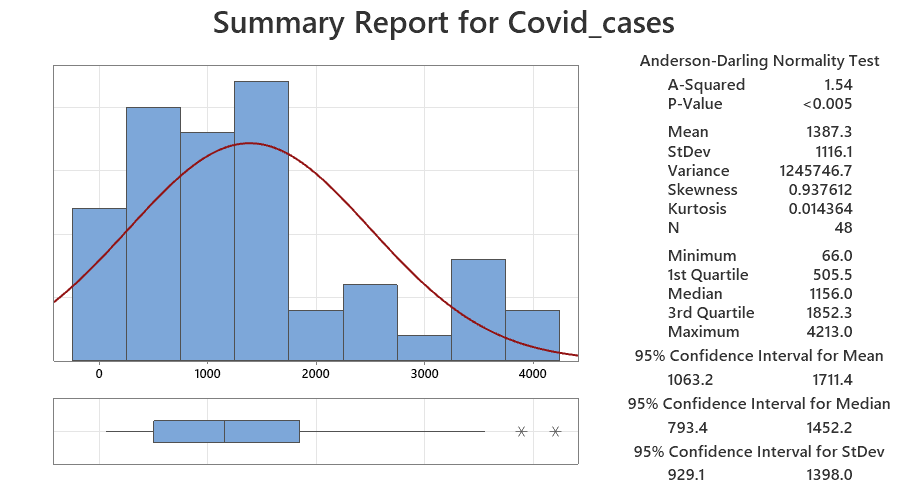 Summary Report for Covid_cases
0 1000 2000 3000 4000
Anderson-Darling Normality Test
A-Squared 1.54
P-Value <0.005
Mean 1387.3
StDev 1116.1
Variance 1245746.7
Skewness 0.937612
Kurtosis 0.014364
N 48
Minimum 66.0
1st Quartile 505.5
Median 1156.0
3rd Quartile 1852.3
Maximum 4213.0
95% Confidence Interval for Mean
1063.2 1711.4
95% Confidence Interval for Median
793.4 1452.2
95% Confidence Interval for StDev
929.1 1398.0